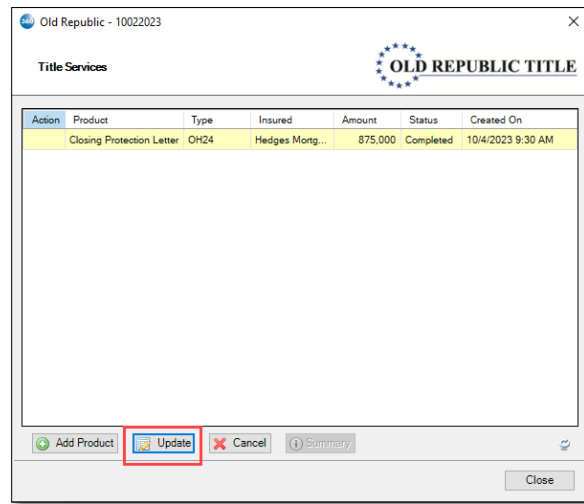 360 Old Republic - 10022023
Title Services
OLD REPUBLIC TITLE
Action Product Type Insured Amount Status Created On
Closing Protection Letter OH24 Hedges Mortg... 875,000 Completed 10/4/2023 9:30 AM
Add Product Update Cancel Summary
Close